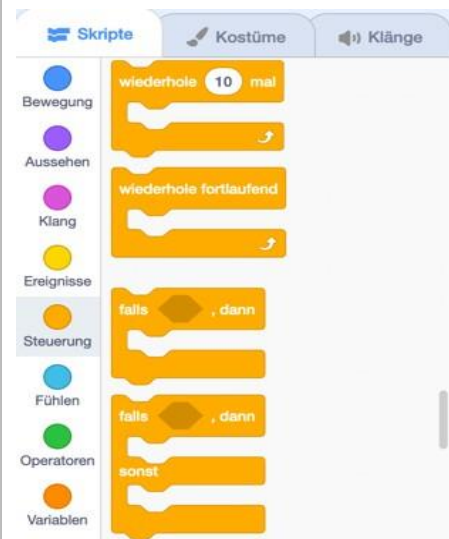 Skripte
Kostüme
Klänge
Bewegung
Aussehen
Klang
Ereignisse
Steuerung
Fühlen
Operatoren
Variablen
wiederhole 10 mal
wiederhole fortlaufend
falls , dann
falls , dann
sonst